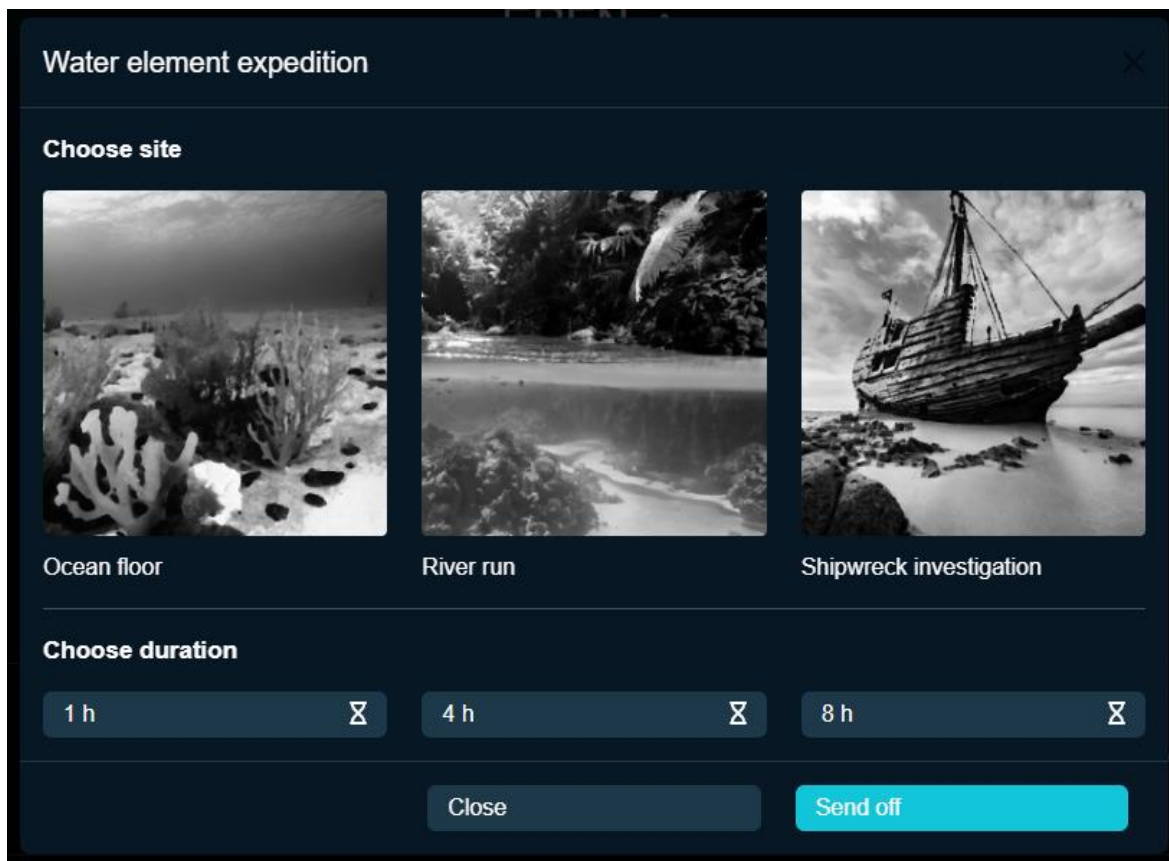 Water element expedition
Choose site
Ocean floor
River run
Shipwreck investigation
Choose duration
1 h
4 h
8 h
Close
Send off